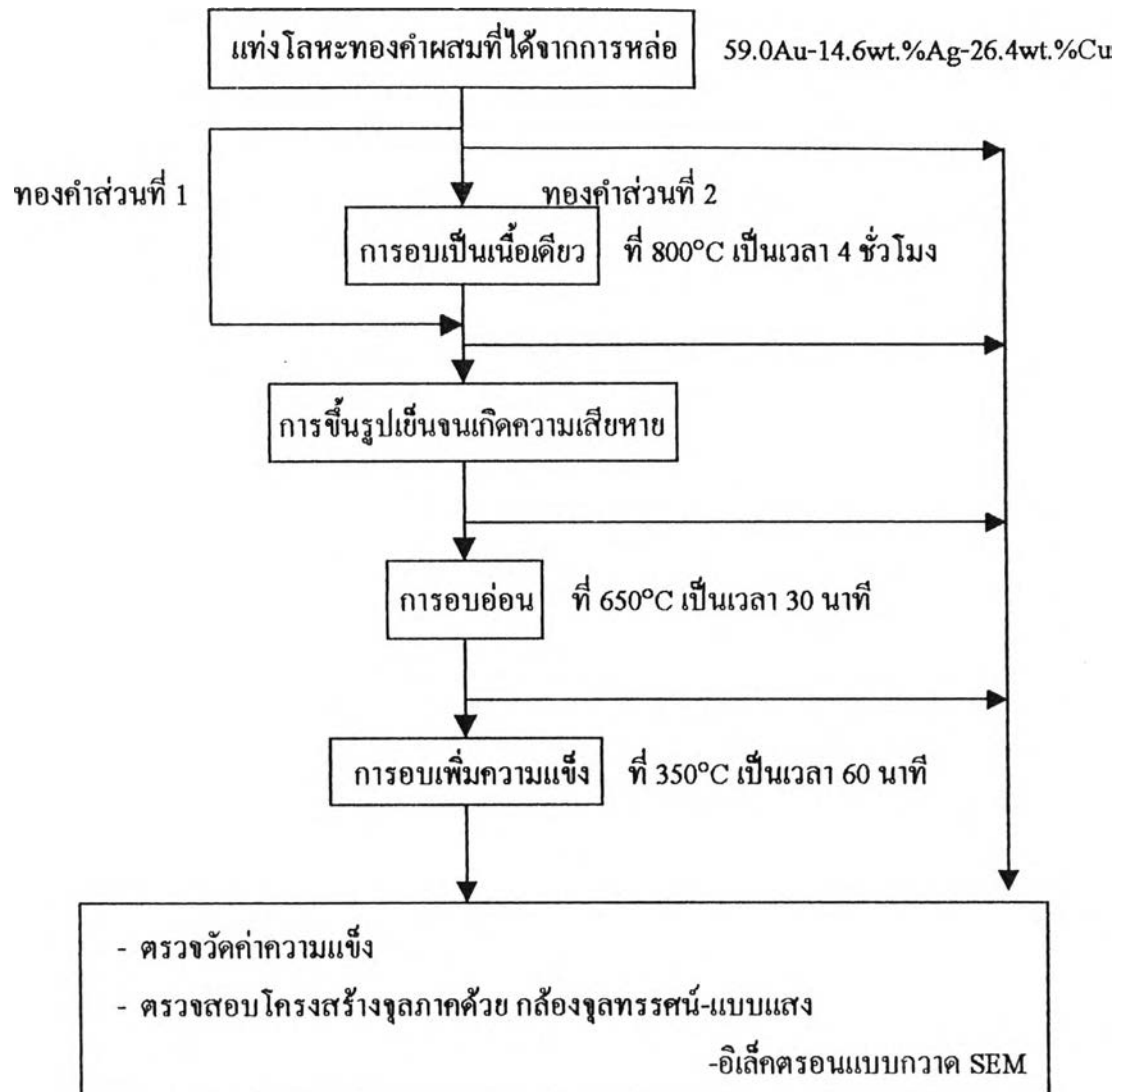 แท่งโลหะทองคำผสมที่ได้จากการหล่อ 59.0Au-14.6wt.%Ag-26.4wt.%Cu
ทองคำส่วนที่ 1 ทองคำส่วนที่ 2
การอบเป็นเนื้อเดียว ที่ 800°C เป็นเวลา 4 ชั่วโมง
การขึ้นรูปเย็นจนเกิดความเสียหาย
การอบอ่อน ที่ 650°C เป็นเวลา 30 นาที
การอบเพิ่มความแข็ง ที่ 350°C เป็นเวลา 60 นาที
- ตรวจวัดค่าความแข็ง
- ตรวจสอบโครงสร้างจุลภาคด้วย กล้องจุลทรรศน์-แบบแสง
-อิเล็คตรอนแบบกวาด SEM